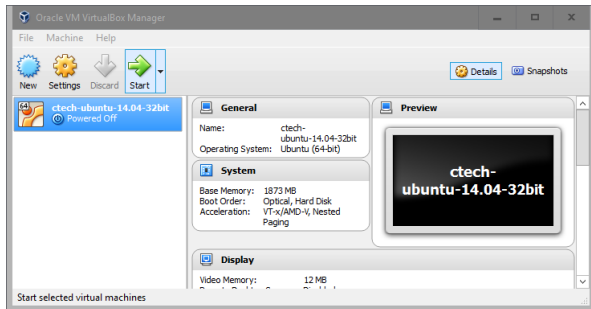 Oracle VM VirtualBox Manager
File Machine Help
New Settings Discard Start
Details Snapshots
64
ctech-ubuntu-14.04-32bit
Powered Off
General
Name: ctech-
ubuntu-14.04-32bit
Operating System: Ubuntu (64-bit)
System
Base Memory: 1873 MB
Boot Order: Optical, Hard Disk
Acceleration: VT-x/AMD-V, Nested
Paging
Display
Video Memory: 12 MB
Preview
ctech-
ubuntu-14.04-32bit
Start selected virtual machines